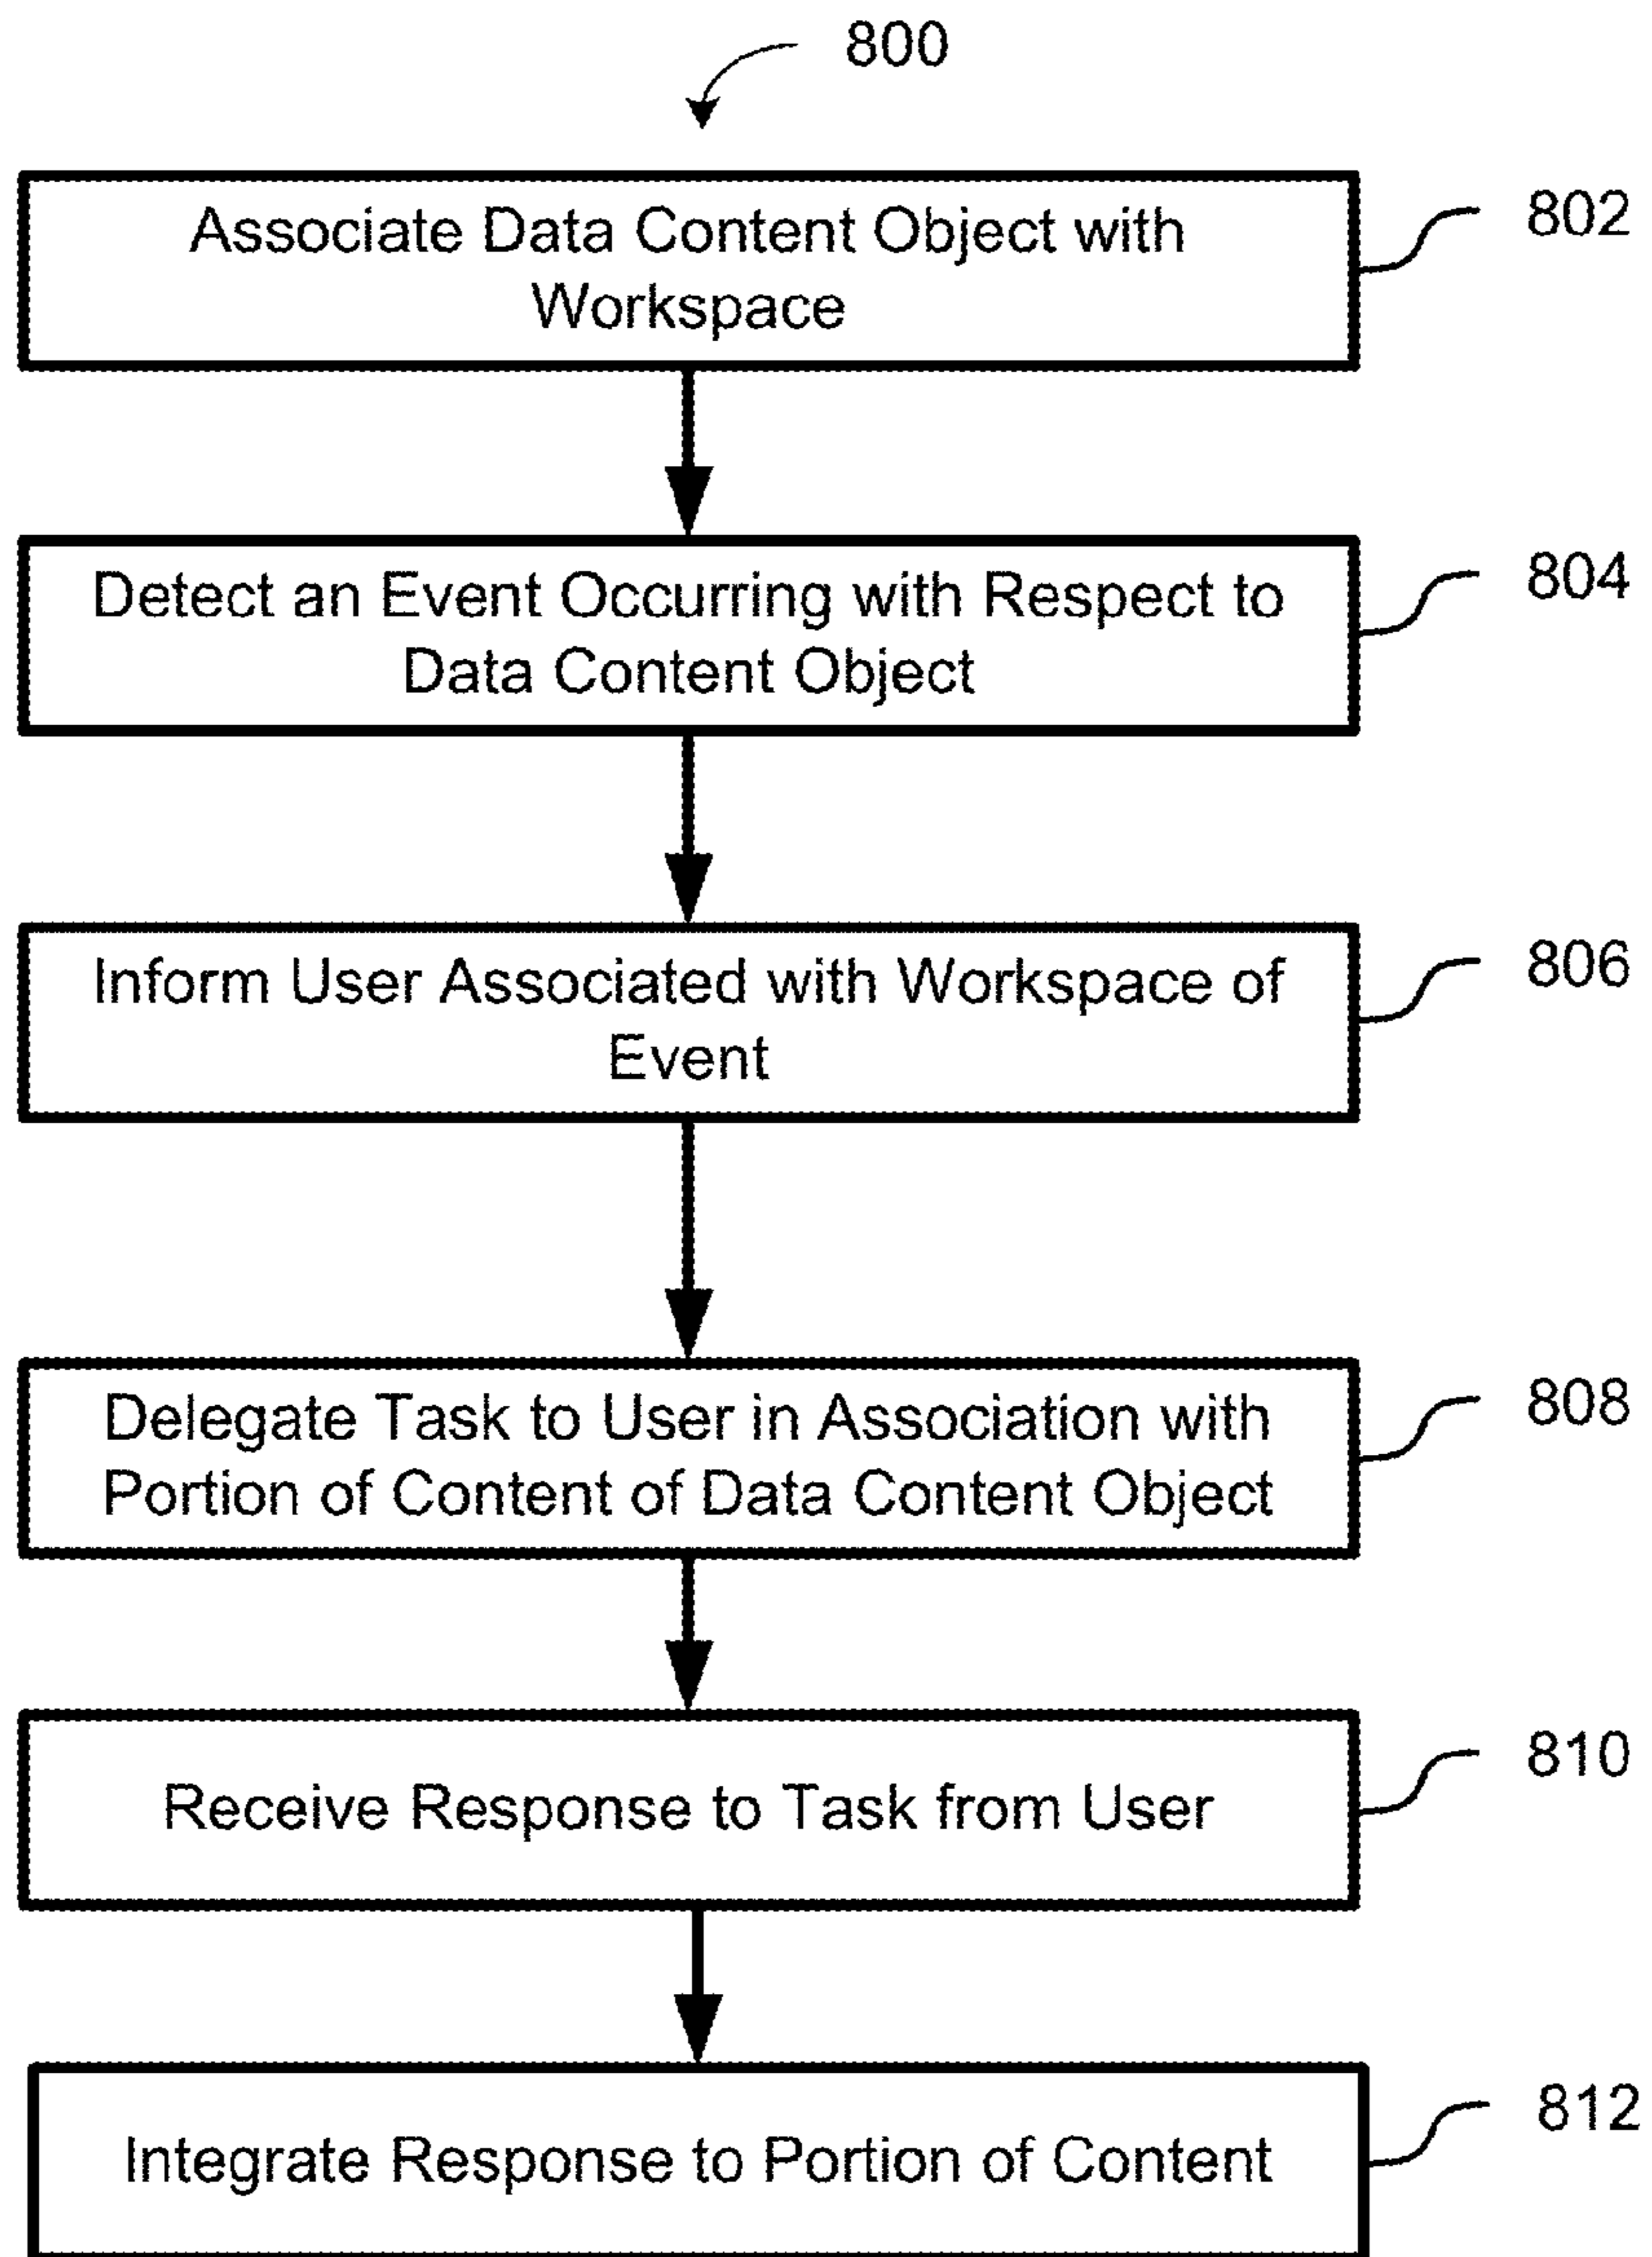 800
Associate Data Content Object with
Workspace
802
Detect an Event Occurring with Respect to
Data Content Object
804
Inform User Associated with Workspace of
Event
806
Delegate Task to User in Association with
Portion of Content of Data Content Object
808
Receive Response to Task from User
810
Integrate Response to Portion of Content
812